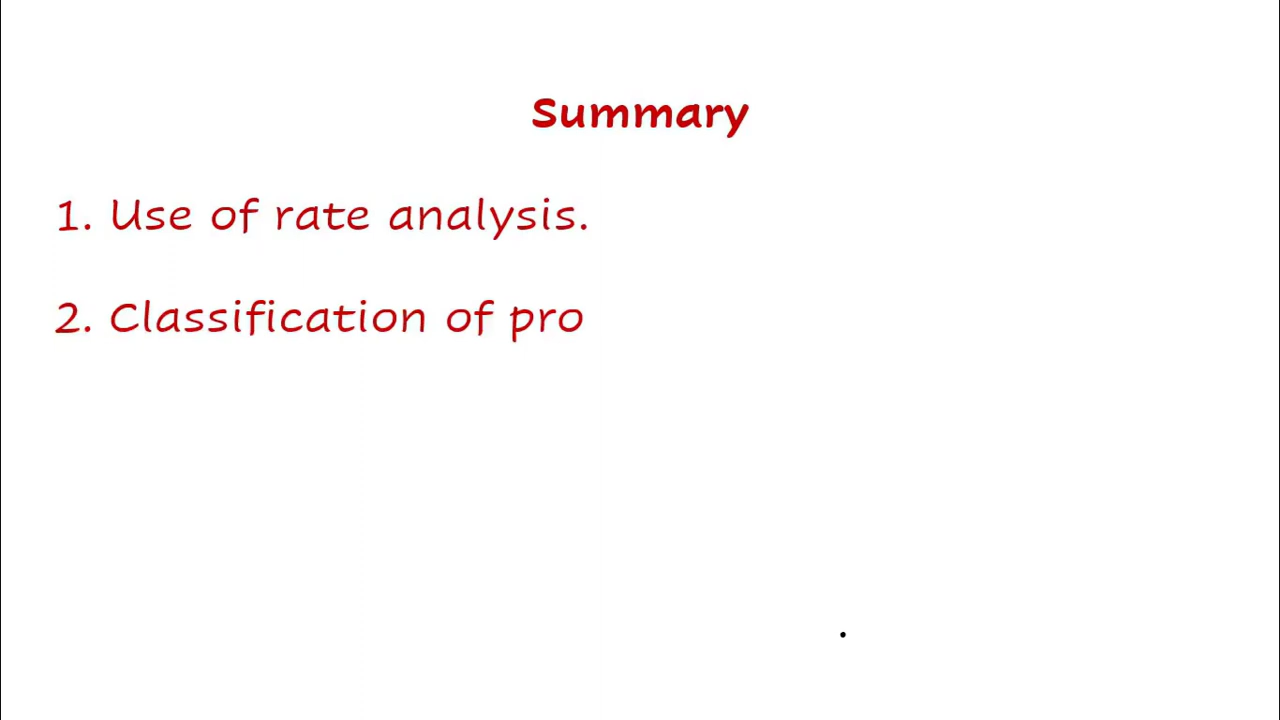 Summary
1. Use of rate analysis.
2. Classification of pro